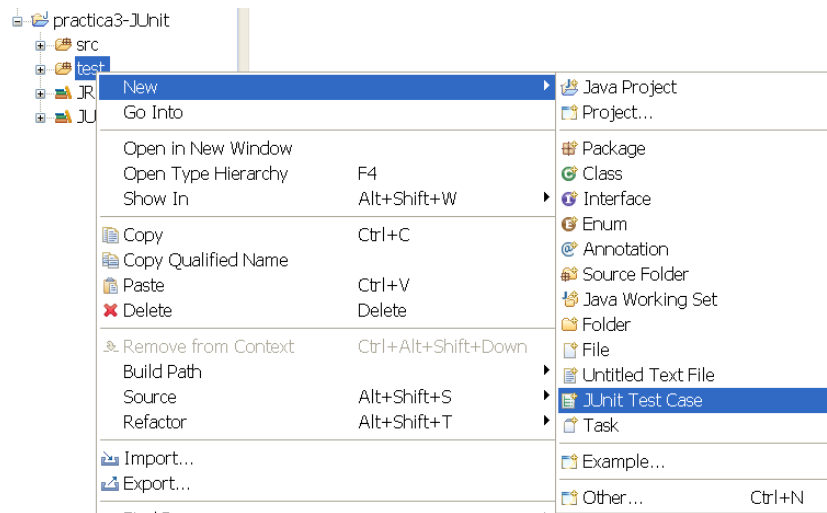 practica3-JUnit
src
test
JR
JU
New
Go Into
Open in New Window
Open Type Hierarchy F4
Show In Alt+Shift+W
Copy Ctrl+C
Copy Qualified Name
Paste Ctrl+V
Delete Delete
Remove from Context Ctrl+Alt+Shift+Down
Build Path
Source Alt+Shift+S
Refactor Alt+Shift+T
Import...
Export...
Java Project
Project...
Package
Class
Interface
Enum
Annotation
Source Folder
Java Working Set
Folder
File
Untitled Text File
JUnit Test Case
Task
Example...
Other... Ctrl+N